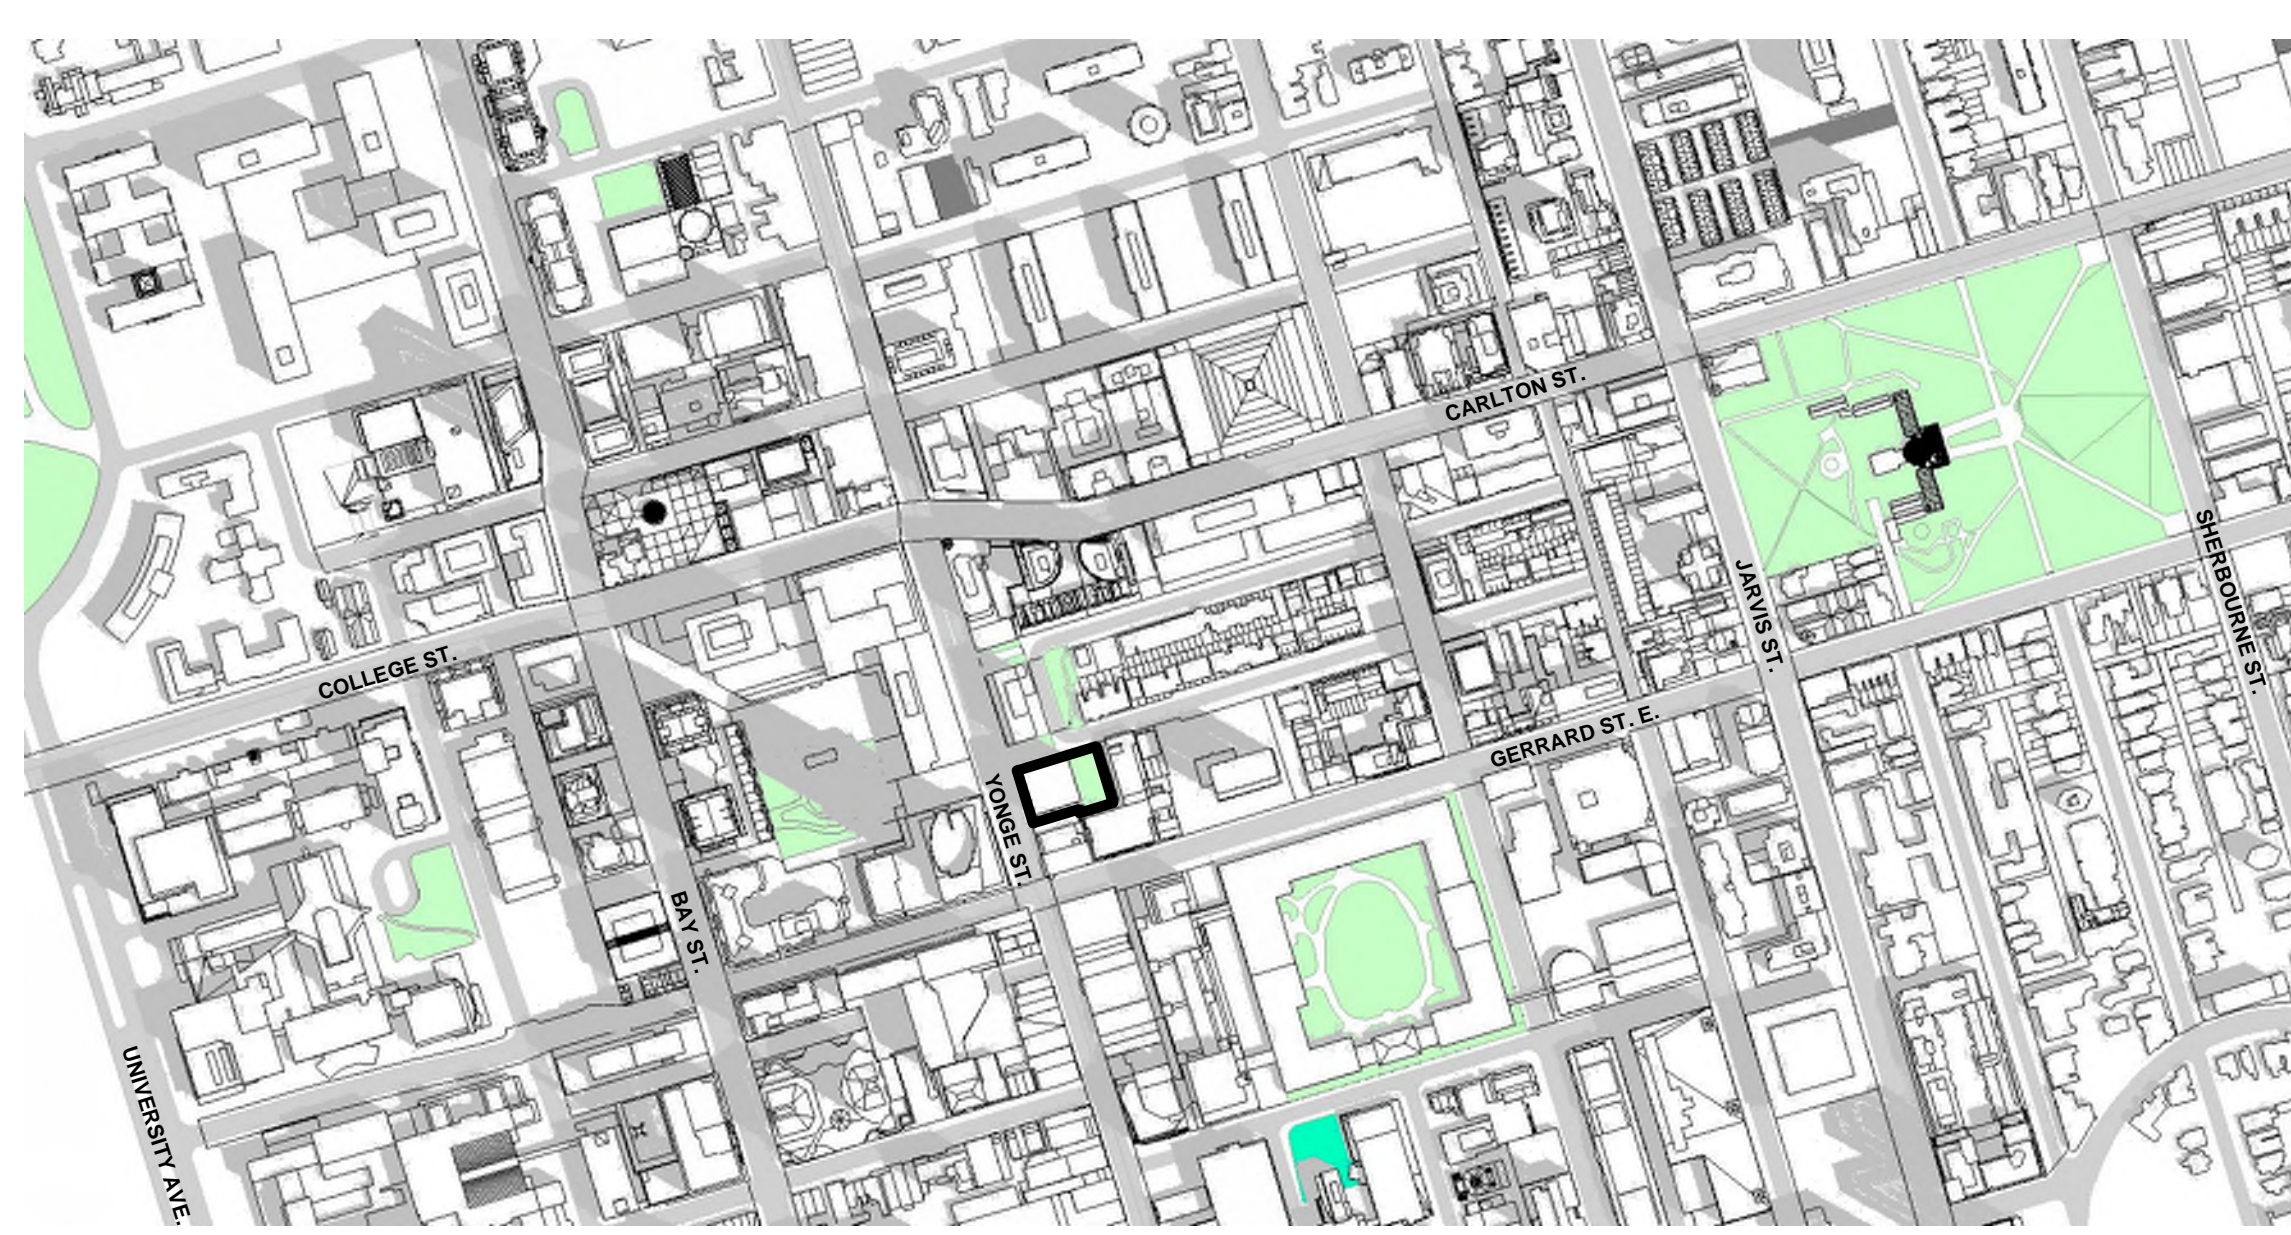 CARLTON ST.
SHERBOURNE ST.
JARVIS ST.
COLLEGE ST.
GERRARD ST. E.
YONGE ST.
BAY ST.
UNIVERSITY AVE.